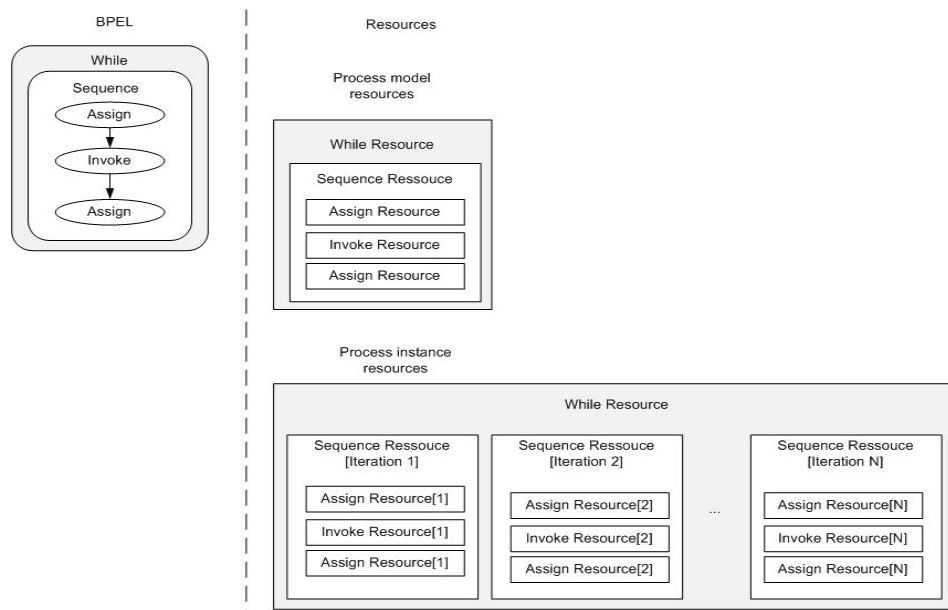 BPEL
While
Sequence
Assign
Invoke
Assign
Resources
Process model
resources
While Resource
Sequence Ressouce
Assign Resource
Invoke Resource
Assign Resource
Process instance
resources
While Resource
Sequence Ressouce
[Iteration 1]
Assign Resource[1]
Invoke Resource[1]
Assign Resource[1]
Sequence Ressouce
[Iteration 2]
Assign Resource[2]
Invoke Resource[2]
Assign Resource[2]
...
Sequence Ressouce
[Iteration N]
Assign Resource[N]
Invoke Resource[N]
Assign Resource[N]